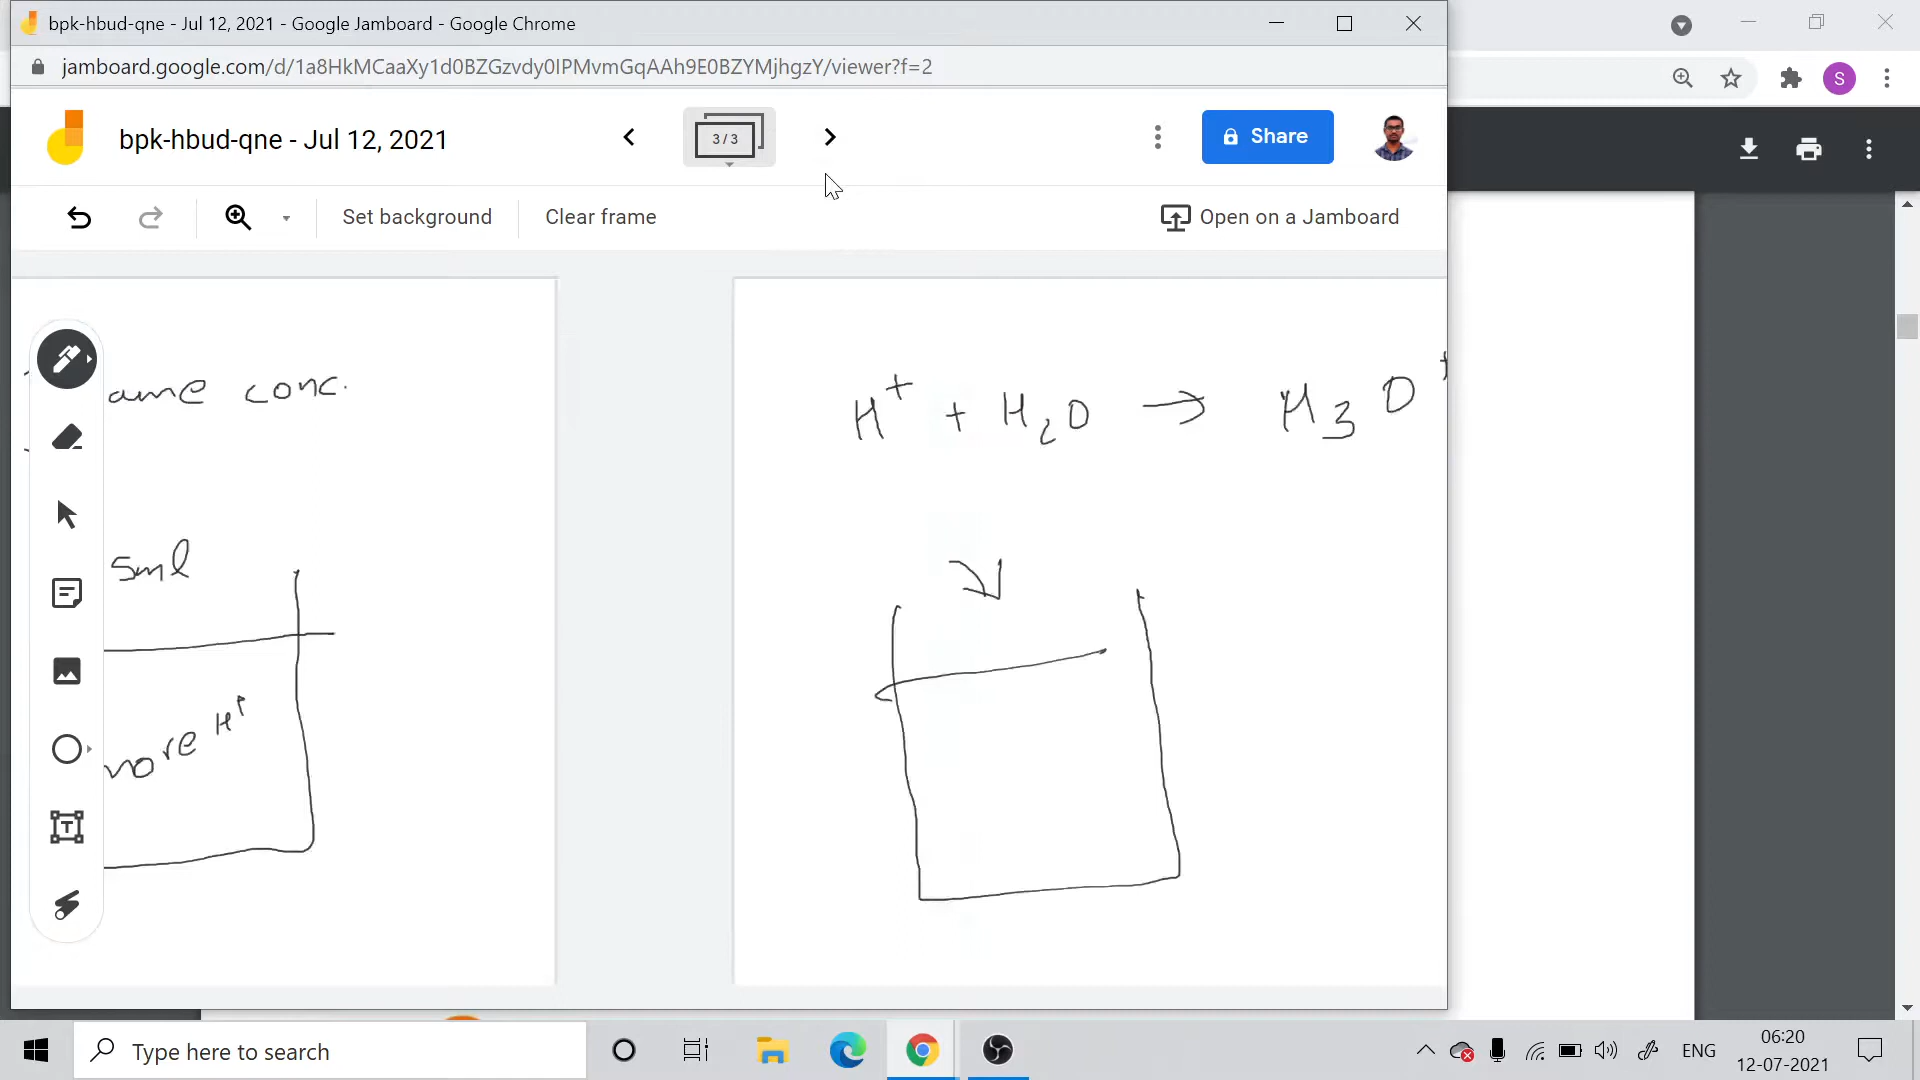 bpk-hbud-qne - Jul 12, 2021 - Google Jamboard - Google Chrome
jamboard.google.com/d/1a8HkMCaaXy1d0BZGzvdy0IPMvmGqAAh9E0BZYMjhgzY/viewer?f=2
S
bpk-hbud-qne - Jul 12, 2021
3 / 3
Share
Set background
Clear frame
Open on a Jamboard
ame conc.
5ml
more H+
H+ + H2O → H3O+
Type here to search
ENG
06:20
12-07-2021